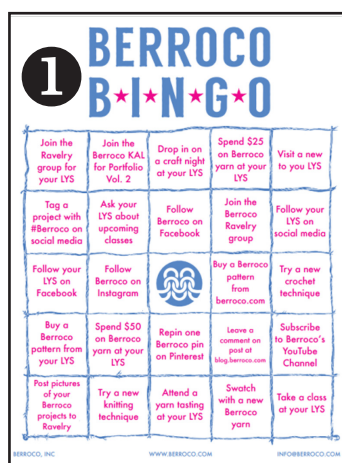 1
BERROCO
B★I★N★G★O
Join the
Ravelry
group for
your LYS
Join the
Berroco KAL
for Portfolio
Vol. 2
Drop in on
a craft night
at your LYS
Spend $25
on Berroco
yarn at your
LYS
Visit a new
to you LYS
Tag a
project with
#Berroco on
social media
Ask your
LYS about
upcoming
classes
Follow
Berroco on
Facebook
Join the
Berroco
Ravelry
group
Follow your
LYS on
social media
Follow your
LYS on
Facebook
Follow
Berroco on
Instagram
Buy a Berroco
pattern
from
berroco.com
Try a new
crochet
technique
Buy a
Berroco
pattern from
your LYS
Spend $50
on Berroco
yarn at your
LYS
Repin one
Berroco pin
on Pinterest
Leave a
comment on
post at
blog.berroco.com
Subscribe
to Berroco's
YouTube
Channel
Post pictures
of your
Berroco
projects to
Ravelry
Try a new
knitting
technique
Attend a
yarn tasting
at your LYS
Swatch
with a new
Berroco
yarn
Take a class
at your LYS
BERROCO, INC
WWW.BERROCO.COM
INFO@BERROCO.COM